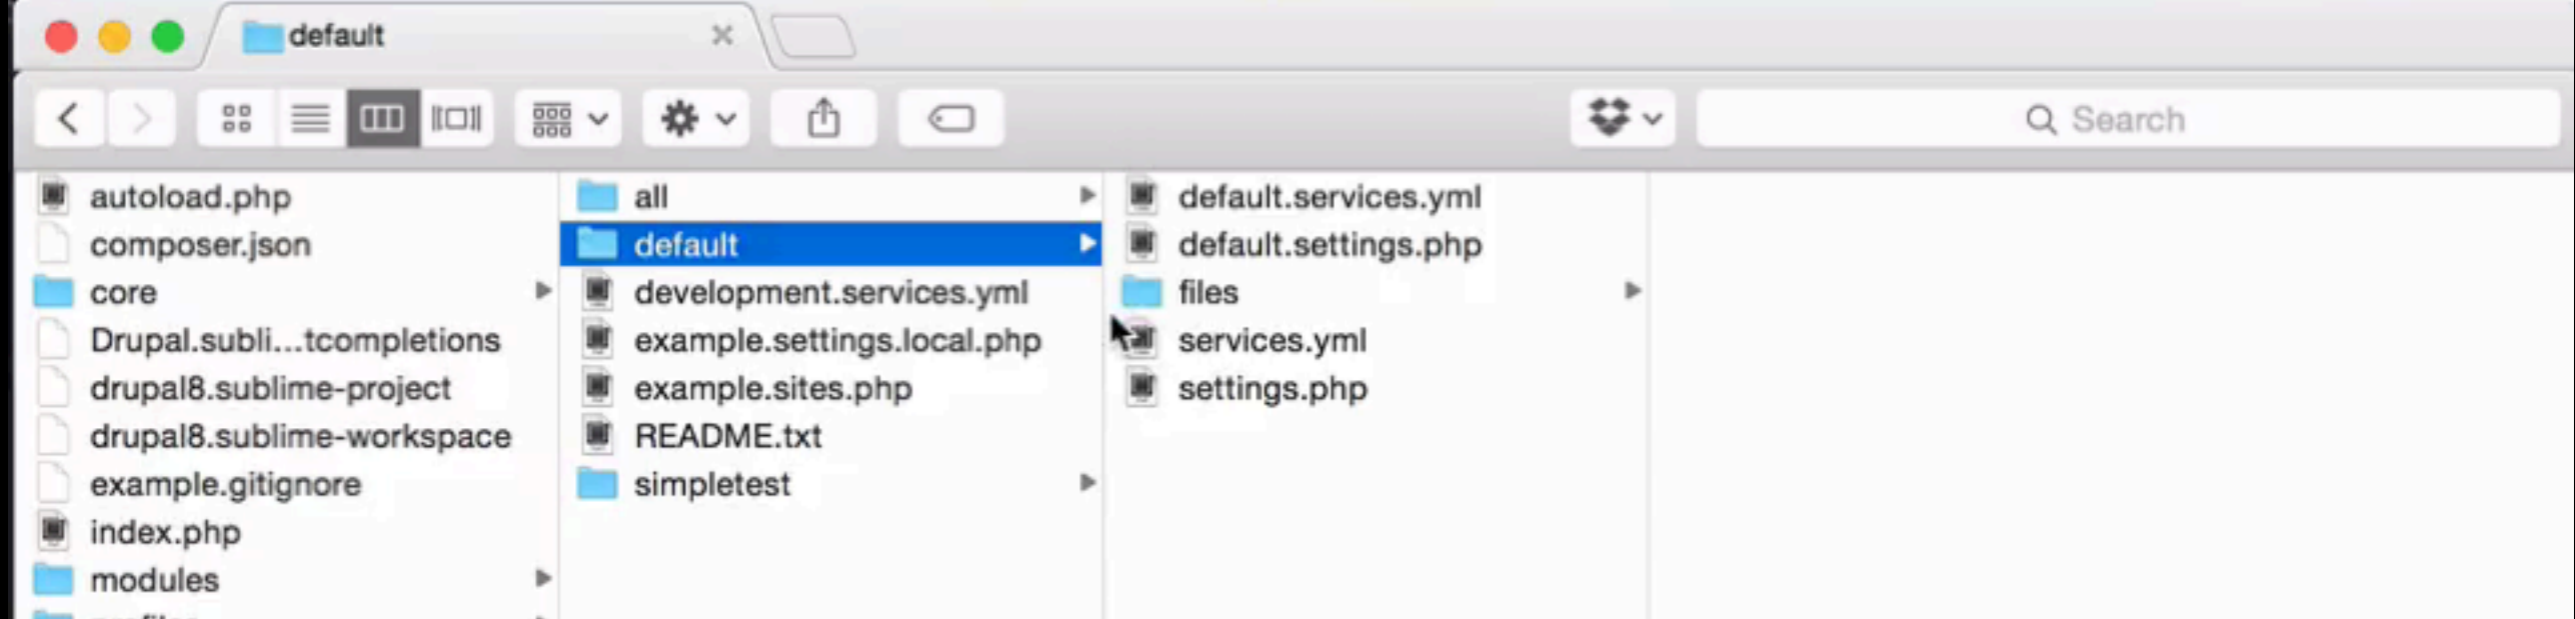 default
Search
autoload.php
composer.json
core
Drupal.subli...tcompletions
drupal8.sublime-project
drupal8.sublime-workspace
example.gitignore
index.php
modules
all
default
development.services.yml
example.settings.local.php
example.sites.php
README.txt
simpletest
default.services.yml
default.settings.php
files
services.yml
settings.php